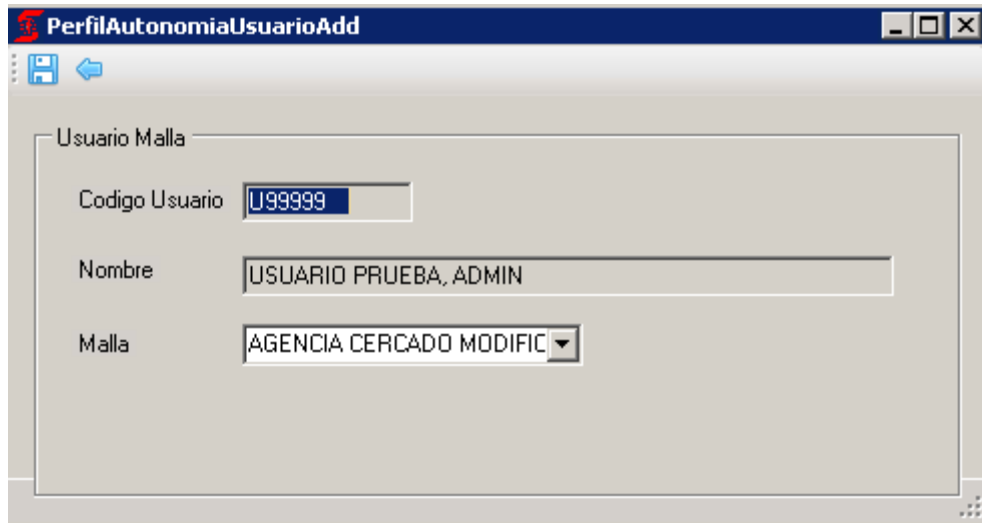 PerfilAutonomiaUsuarioAdd
Usuario Malla
Codigo Usuario U99999
Nombre USUARIO PRUEBA, ADMIN
Malla AGENCIA CERCADO MODIFIC